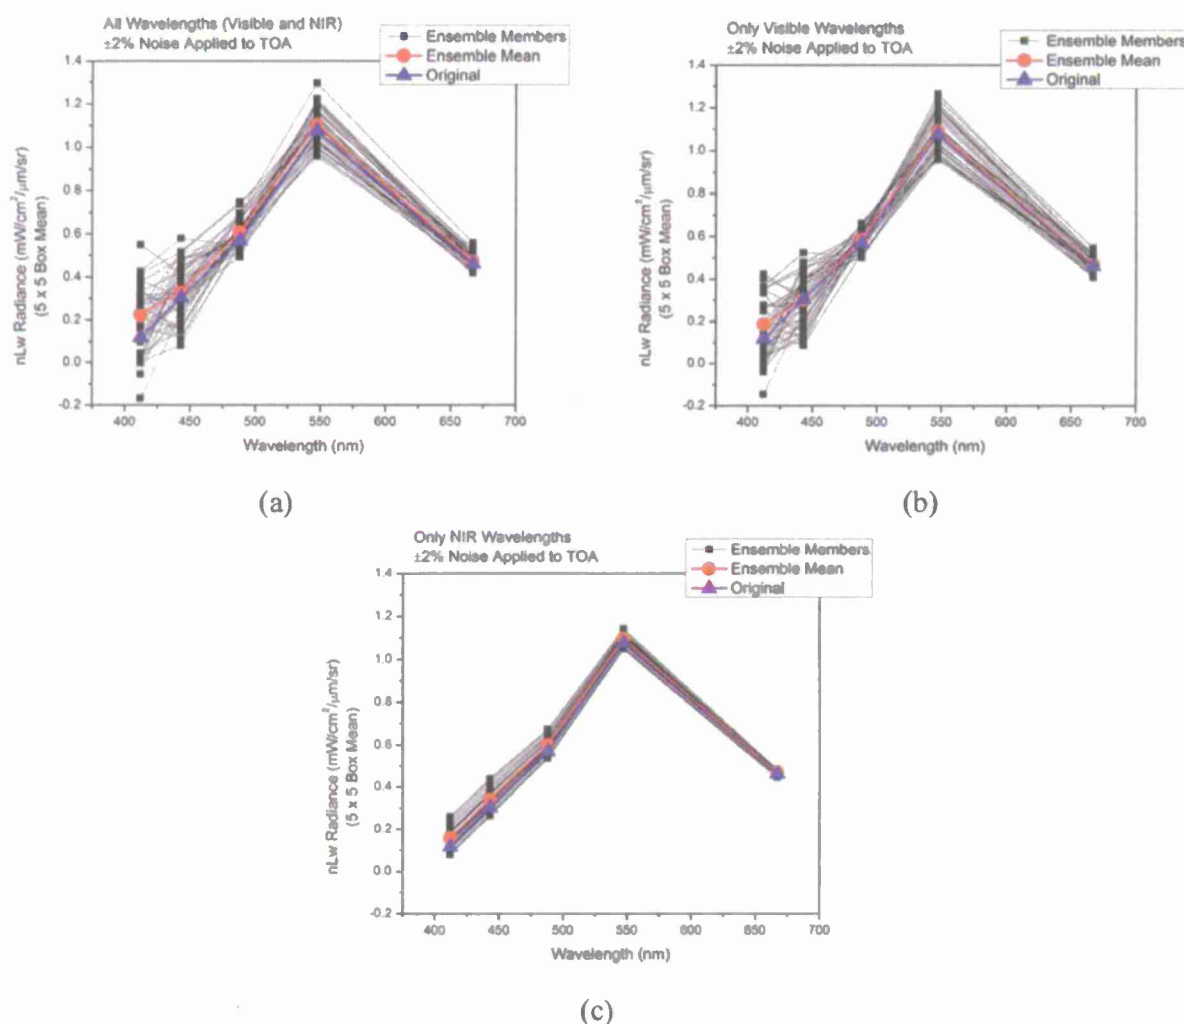 All Wavelengths (Visible and NIR)
±2% Noise Applied to TOA
Ensemble Members
Ensemble Mean
Original
1.4
1.2
1.0
0.8
0.6
0.4
0.2
0.0
-0.2
nLw Radiance (mW/cm²/μm/sr)
(5 x 5 Box Mean)
400 450 500 550 600 650 700
Wavelength (nm)
(a)
Only Visible Wavelengths
±2% Noise Applied to TOA
Ensemble Members
Ensemble Mean
Original
1.4
1.2
1.0
0.8
0.6
0.4
0.2
0.0
-0.2
nLw Radiance (mW/cm²/μm/sr)
(5 x 5 Box Mean)
400 450 500 550 600 650 700
Wavelength (nm)
(b)
Only NIR Wavelengths
±2% Noise Applied to TOA
Ensemble Members
Ensemble Mean
Original
1.4
1.2
1.0
0.8
0.6
0.4
0.2
0.0
-0.2
nLw Radiance (mW/cm²/μm/sr)
(5 x 5 Box Mean)
400 450 500 550 600 650 700
Wavelength (nm)
(c)